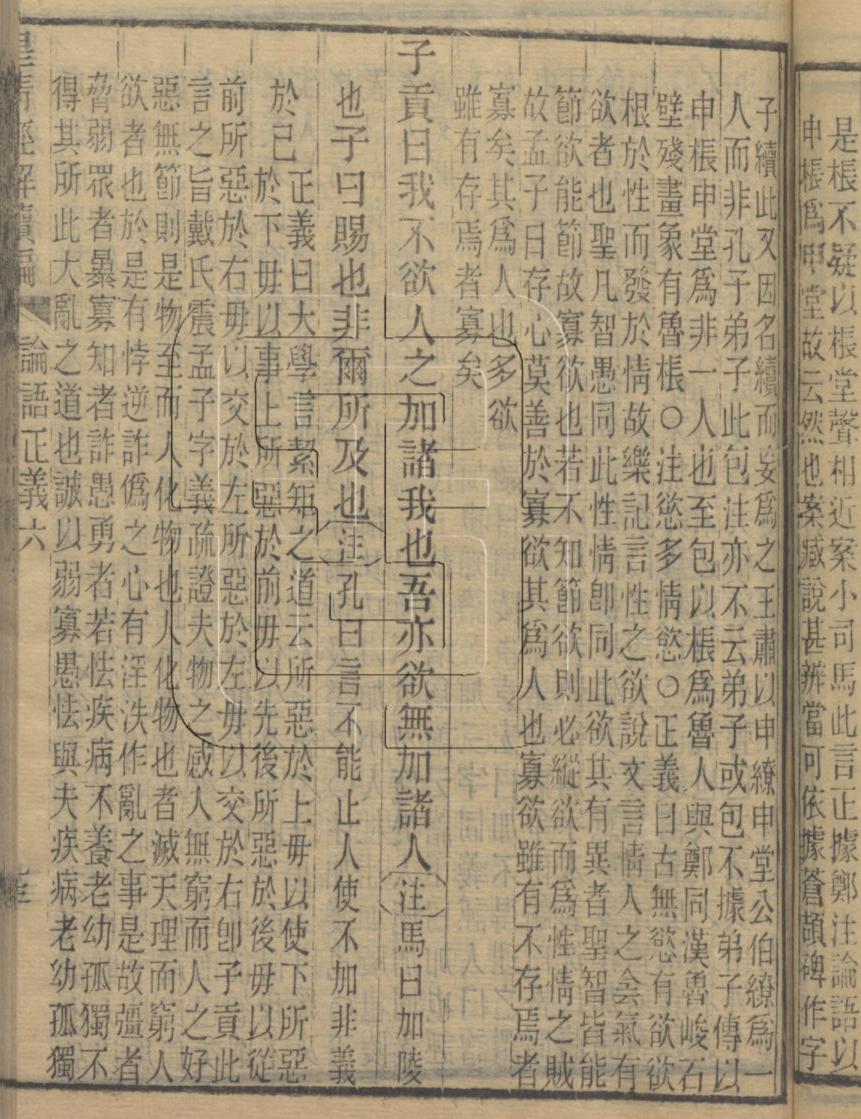 是棖不疑以棖堂聲相近案小司馬此言正據鄭注論語以
申棖爲申堂故云然也案臧說甚辨當可依據蒼頡碑作字
子續此又因名續而妄爲之王肅以申繚申堂公伯繚爲一
人而非孔子弟子此包注亦不云弟子或包不據弟子傳以
申棖申堂爲非一人也至包以棖爲魯人與鄭同漢魯峻石
壁殘畫象有魯棖○注慾多情慾○正義曰古無慾有欲欲
根於性而發於情故樂記言性之欲說文言情人之侌氣有
欲者也聖凡智愚同此性情卽同此欲其有異者聖智皆能
節欲能節故寡欲也若不知節欲則必縱欲而爲性情之賊
故孟子曰存心莫善於寡欲其爲人也寡欲雖有不存焉者
寡矣其爲人也多欲
雖有存焉者寡矣
子貢曰我不欲人之加諸我也吾亦欲無加諸人注馬曰加陵
也子曰賜也非爾所及也注孔曰言不能止人使不加非義
於己
正義曰大學言絜矩之道云所惡於上毋以使下所惡
於下毋以事上所惡於前毋以先後所惡於後毋以從
前所惡於右毋以交於左所惡於左毋以交於右卽子貢此
言之旨戴氏震孟子字義疏證夫物之感人無窮而人之好
惡無節則是物至而人化物也人化物也者滅天理而窮人
欲者也於是有悖逆詐僞之心有淫泆作亂之事是故彊者
脅弱眾者暴寡知者詐愚勇者苦怯疾病不養老幼孤獨不
得其所此大亂之道也誠以弱寡愚怯與夫疾病老幼孤獨
皇清經解續編 論語正義六